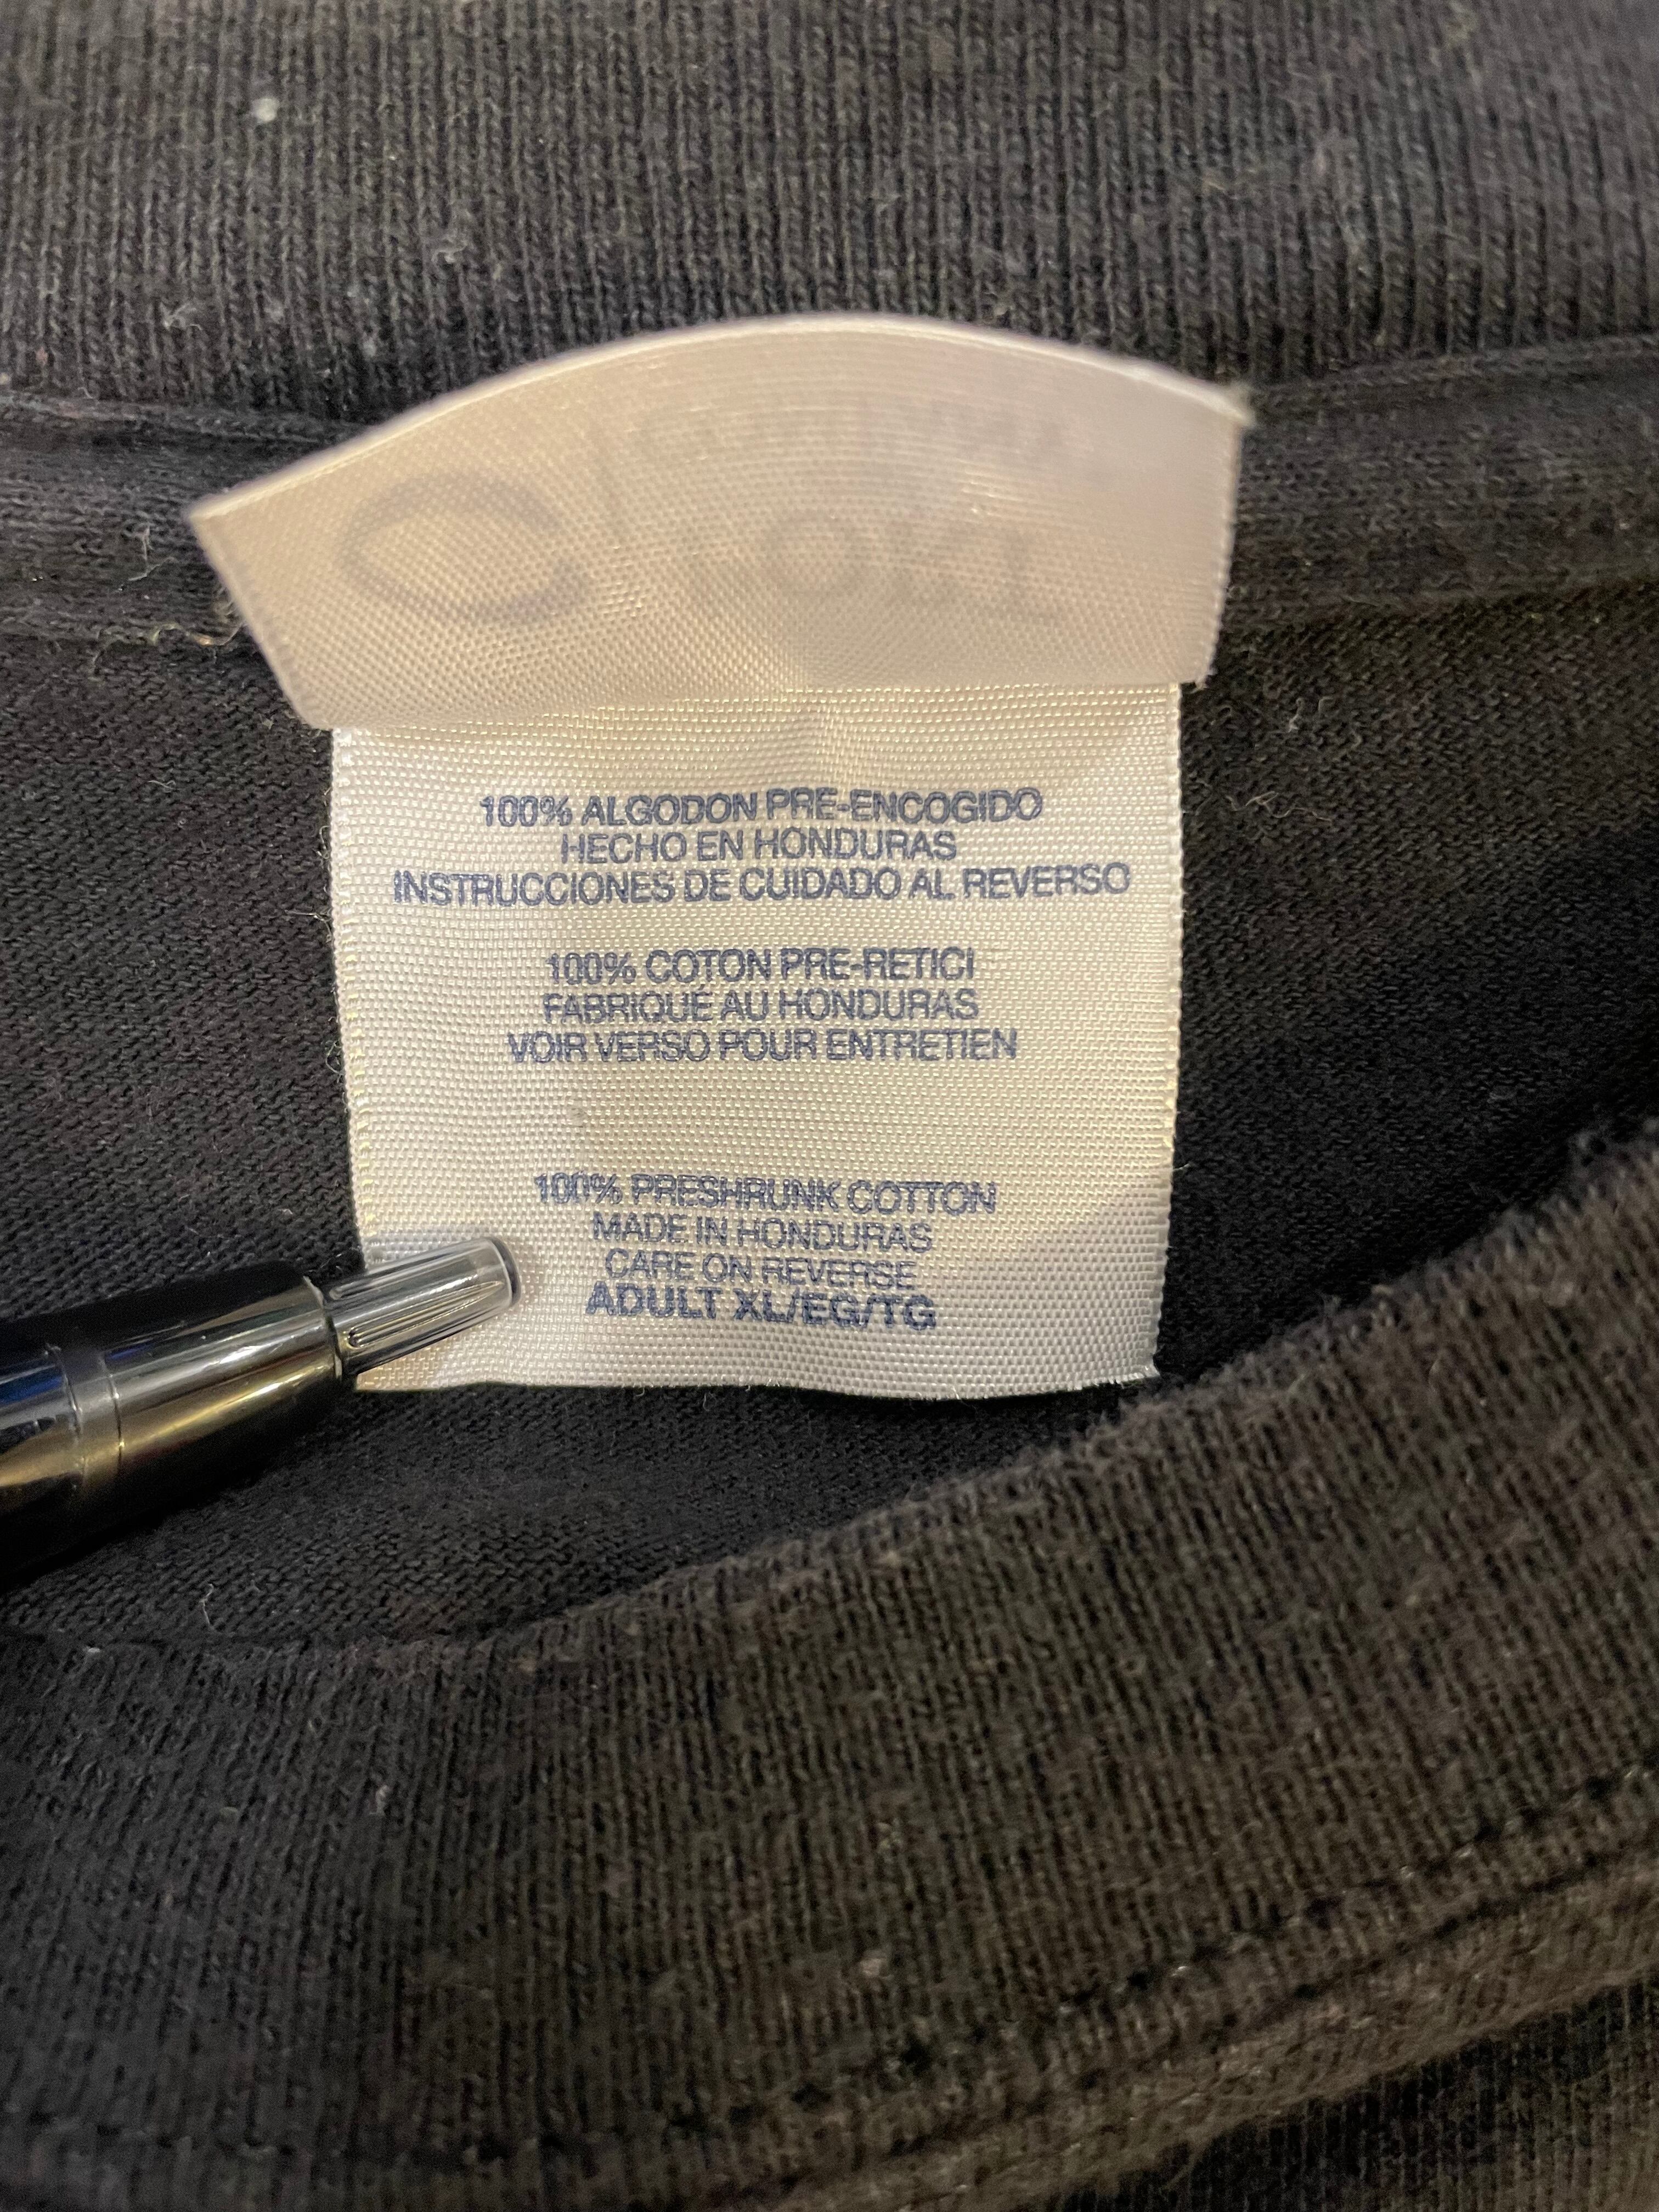 100% ALGODON PRE-ENCOGIDO
HECHO EN HONDURAS
INSTRUCCIONES DE CUIDADO AL REVERSO
100% COTON PRE-RETICI
FABRIQUÉ AU HONDURAS
VOIR VERSO POUR ENTRETIEN
100% PRESHRUNK COTTON
MADE IN HONDURAS
CARE ON REVERSE
ADULT XL/EG/TG